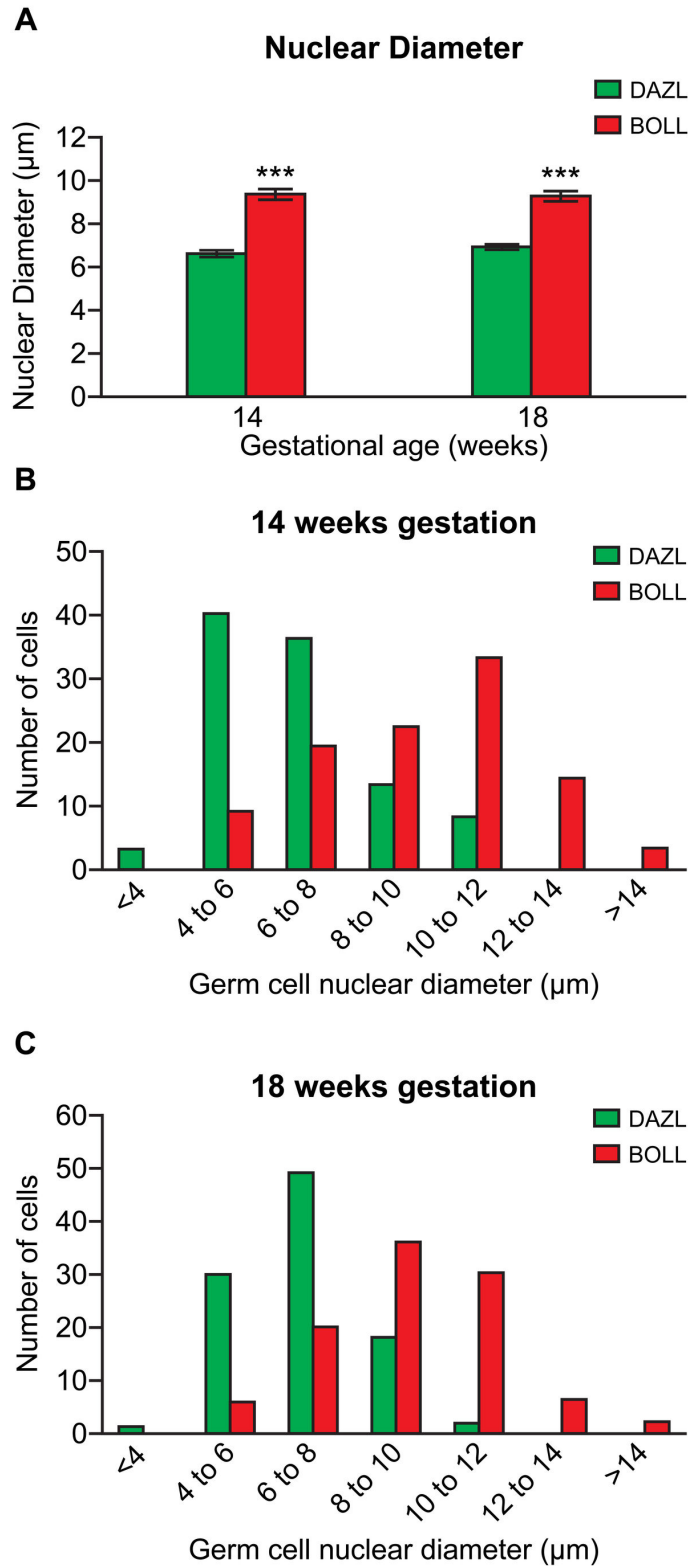 A
Nuclear Diameter
DAZL
BOLL
Nuclear Diameter (µm)
12
10
8
6
4
2
0
***
***
14
18
Gestational age (weeks)
B
14 weeks gestation
DAZL
BOLL
Number of cells
50
40
30
20
10
0
<4
4 to 6
6 to 8
8 to 10
10 to 12
12 to 14
>14
Germ cell nuclear diameter (µm)
C
18 weeks gestation
DAZL
BOLL
Number of cells
60
50
40
30
20
10
0
<4
4 to 6
6 to 8
8 to 10
10 to 12
12 to 14
>14
Germ cell nuclear diameter (µm)